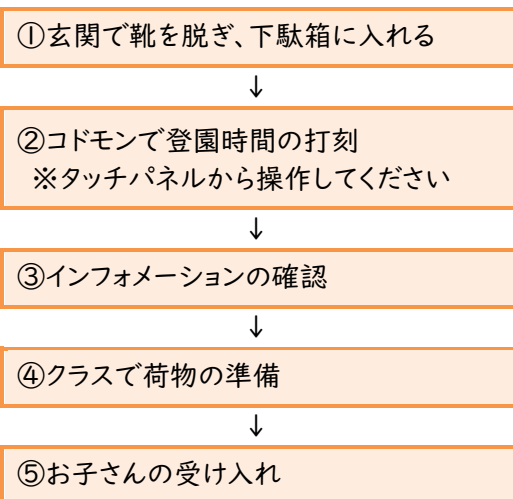 ①玄関で靴を脱ぎ、下駄箱に入れる
↓
②コドモンで登園時間の打刻
※タッチパネルから操作してください
↓
③インフォメーションの確認
↓
④クラスで荷物の準備
↓
⑤お子さんの受け入れ